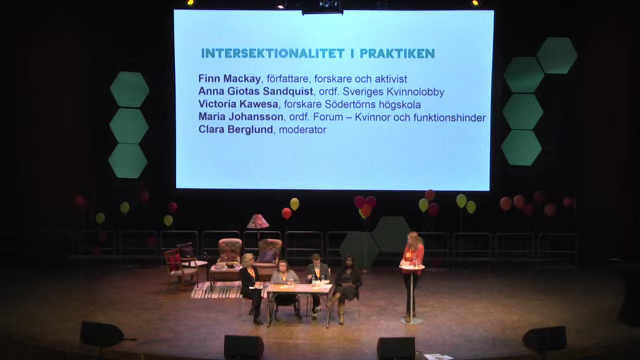 INTERSEKTIONALITET I PRAKTIKEN
Finn Mackay, författare, forskare och aktivist
Anna Giotas Sandquist, ordf. Sveriges Kvinnolobby
Victoria Kawesa, forskare Södertörns högskola
Maria Johansson, ordf. Forum – Kvinnor och funktionshinder
Clara Berglund, moderator